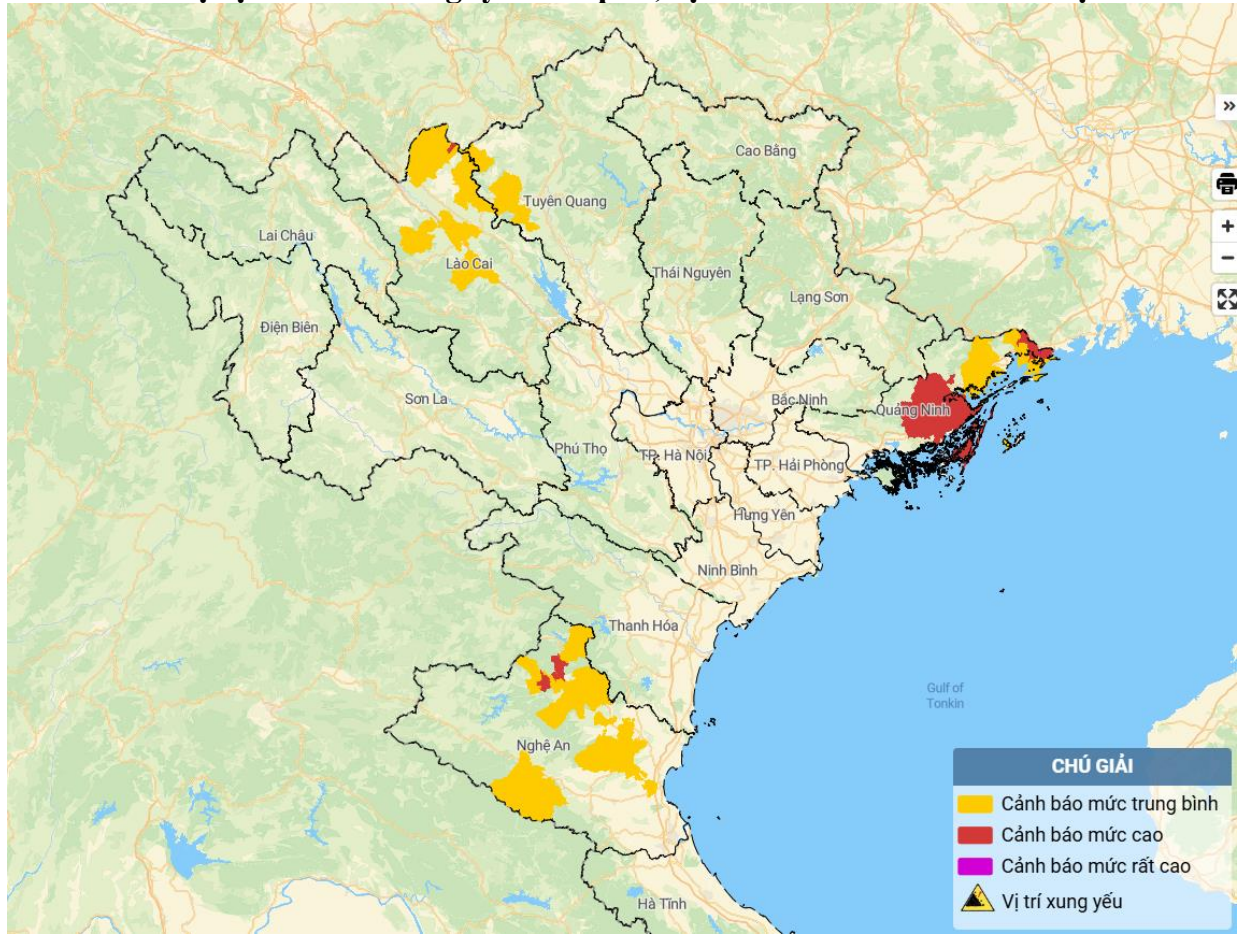 »
Cao Bằng
Tuyên Quang
Lai Châu
Lào Cai
Thái Nguyên
+
−
Lạng Sơn
Điện Biên
Sơn La
Bắc Ninh
Quảng Ninh
Phú Thọ
TP. Hà Nội
TP. Hải Phòng
Hưng Yên
Ninh Bình
Thanh Hóa
Gulf of
Tonkin
Nghệ An
CHÚ GIẢI
Cảnh báo mức trung bình
Cảnh báo mức cao
Cảnh báo mức rất cao
Vị trí xung yếu
Hà Tĩnh